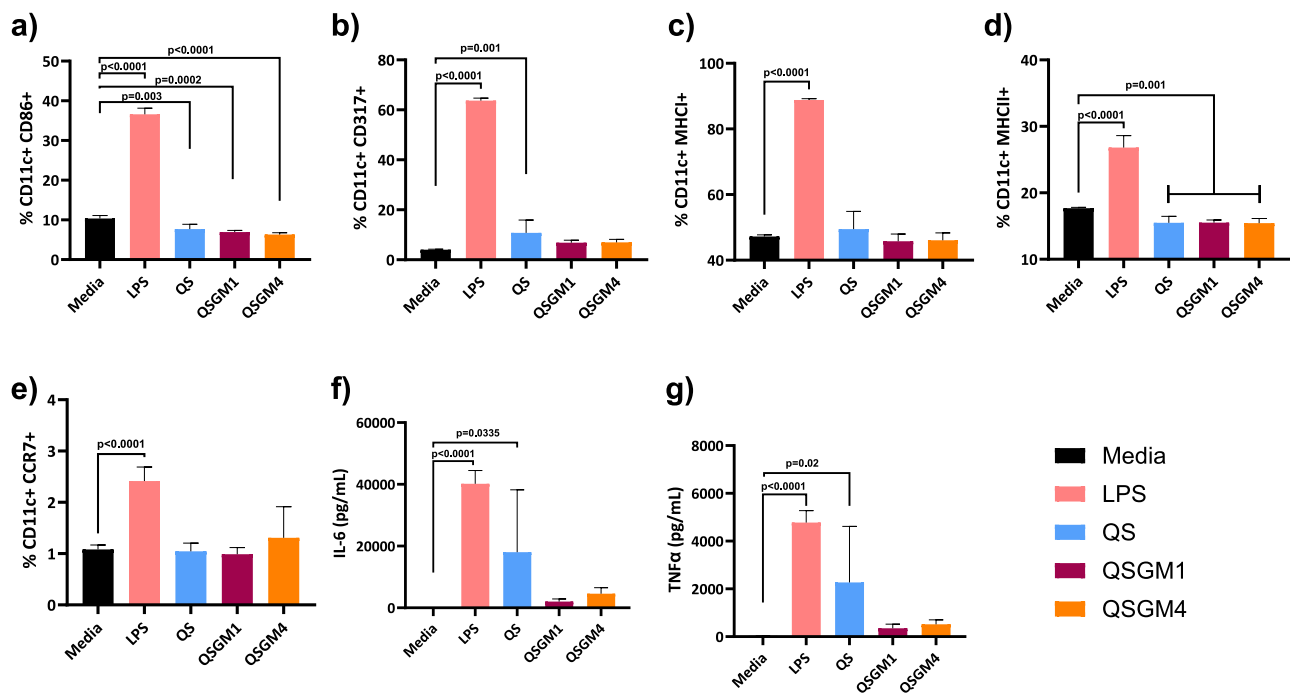 a)
% CD11c+ CD86+
50
40
30
20
10
0
p<0.0001
p<0.0001
p=0.0002
p=0.003
Media
LPS
QS
QSGM1
QSGM4
b)
% CD11c+ CD317+
80
60
40
20
0
p=0.001
p<0.0001
Media
LPS
QS
QSGM1
QSGM4
c)
% CD11c+ MHCI+
100
80
60
40
p<0.0001
Media
LPS
QS
QSGM1
QSGM4
d)
% CD11c+ MHCII+
40
30
20
10
p=0.001
p<0.0001
Media
LPS
QS
QSGM1
QSGM4
e)
% CD11c+ CCR7+
4
3
2
1
0
p<0.0001
Media
LPS
QS
QSGM1
QSGM4
f)
IL-6 (pg/mL)
60000
40000
20000
0
p=0.0335
p<0.0001
Media
LPS
QS
QSGM1
QSGM4
g)
TNFα (pg/mL)
8000
6000
4000
2000
0
p=0.02
p<0.0001
Media
LPS
QS
QSGM1
QSGM4
Media
LPS
QS
QSGM1
QSGM4